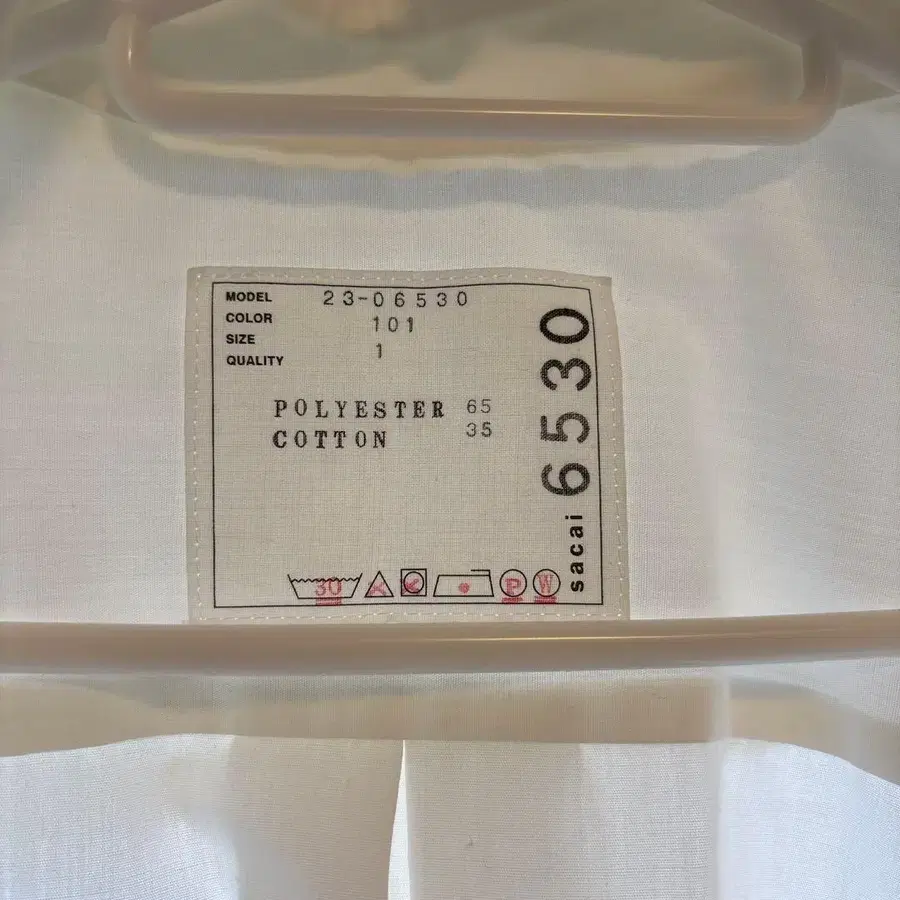 MODEL 23-06530
COLOR 101
SIZE 1
QUALITY
POLYESTER 65
COTTON 35
30 P W
sacai 6530